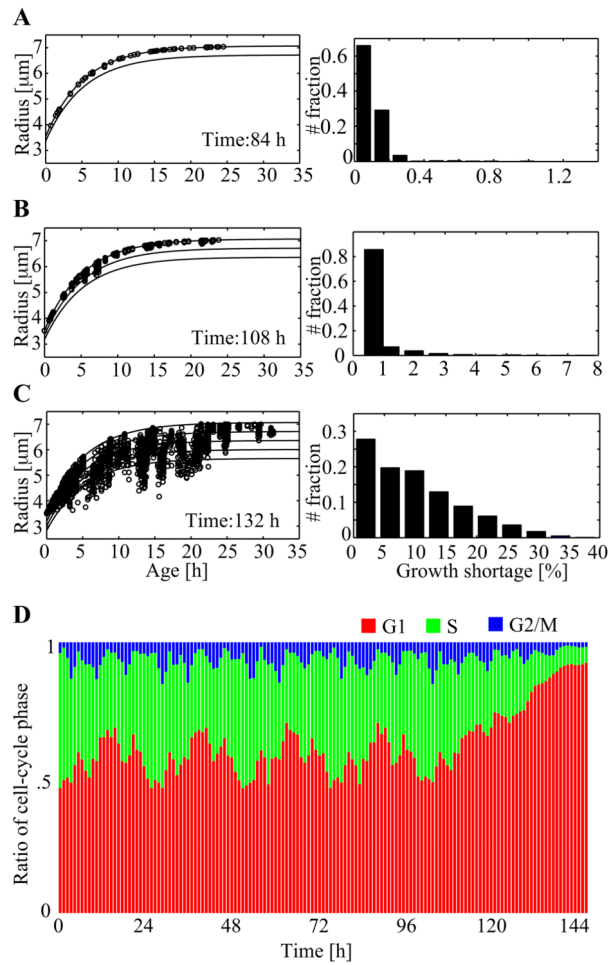 A
Radius [μm]
7
6
5
4
3
Time:84 h
0 5 10 15 20 25 30 35
# fraction
0.6
0.4
0.2
0
0.4 0.8 1.2
B
Radius [μm]
7
6
5
4
3
Time:108 h
0 5 10 15 20 25 30 35
# fraction
0.8
0.6
0.4
0.2
0
0 1 2 3 4 5 6 7 8
C
Radius [μm]
7
6
5
4
3
Time:132 h
0 5 10 15 20 25 30 35
Age [h]
# fraction
0.3
0.2
0.1
0
0 5 10 15 20 25 30 35 40
Growth shortage [%]
D
G1 S G2/M
Ratio of cell-cycle phase
1
.5
0
0 24 48 72 96 120 144
Time [h]